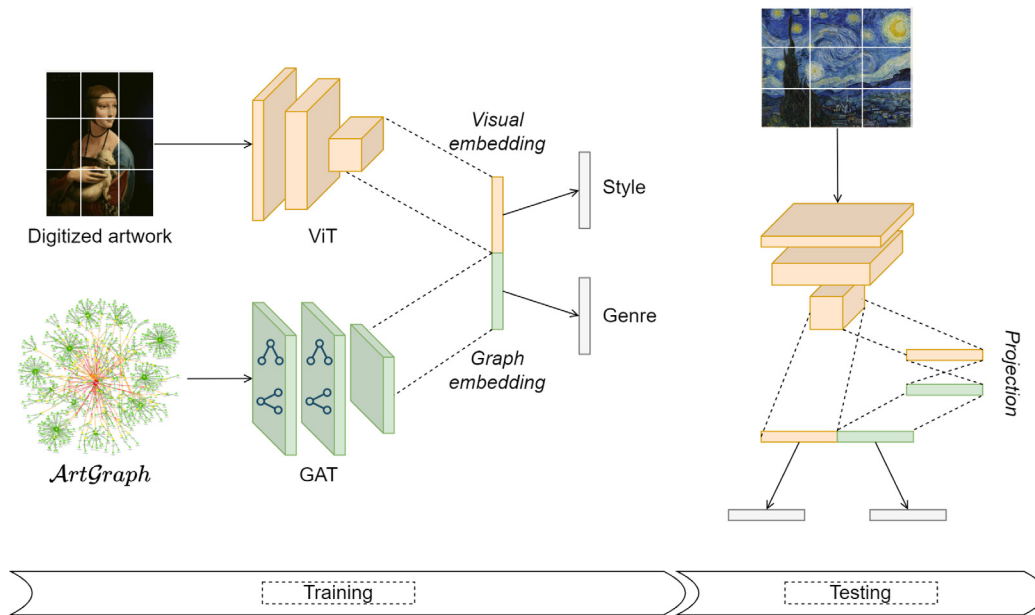 Digitized artwork
ViT
Visual
embedding
Style
Genre
Graph
embedding
ArtGraph
GAT
Projection
Training
Testing